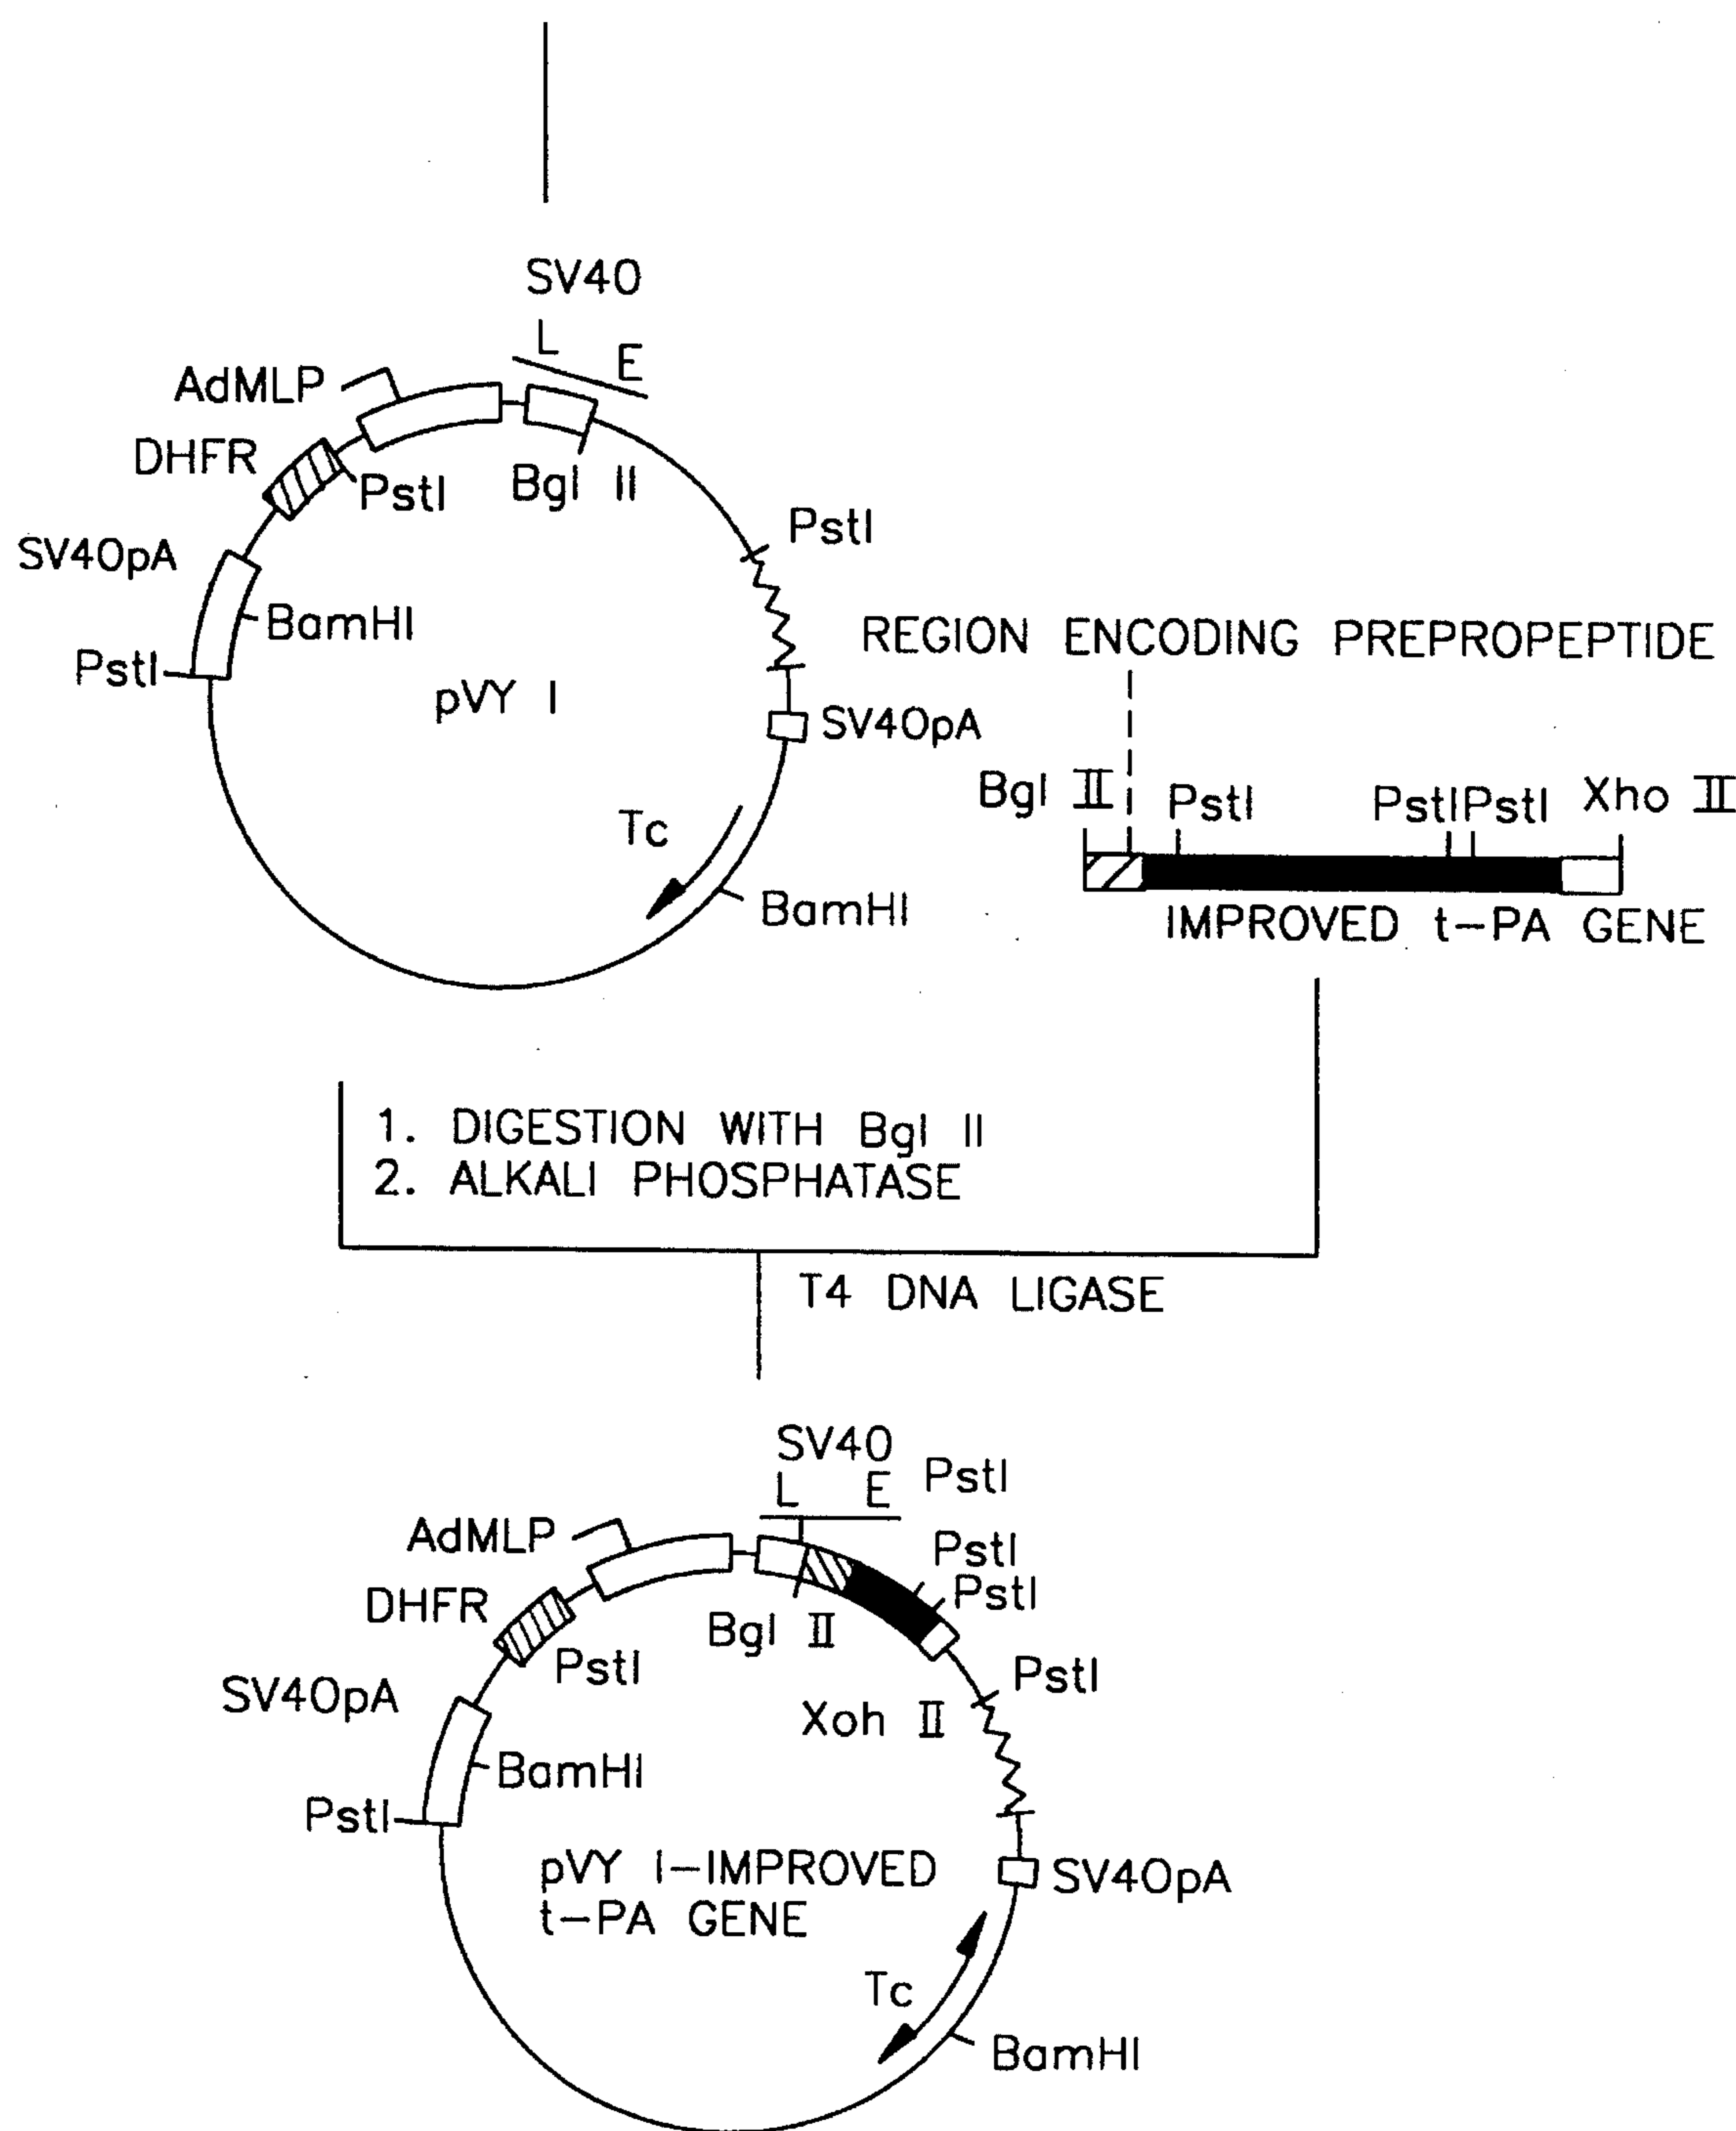 SV40
L
E
AdMLP
DHFR
PstI
Bgl II
PstI
SV40pA
BamHI
PstI
pVY I
REGION ENCODING PREPROPEPTIDE
SV40pA
Bgl II
PstI
PstI PstI
Xho II
Tc
BamHI
IMPROVED t-PA GENE
1. DIGESTION WITH Bgl II
2. ALKALI PHOSPHATASE
T4 DNA LIGASE
SV40
L
E
PstI
AdMLP
PstI
PstI
DHFR
Bgl II
PstI
PstI
SV40pA
Xoh II
BamHI
PstI
pVY I-IMPROVED
t-PA GENE
SV40pA
Tc
BamHI